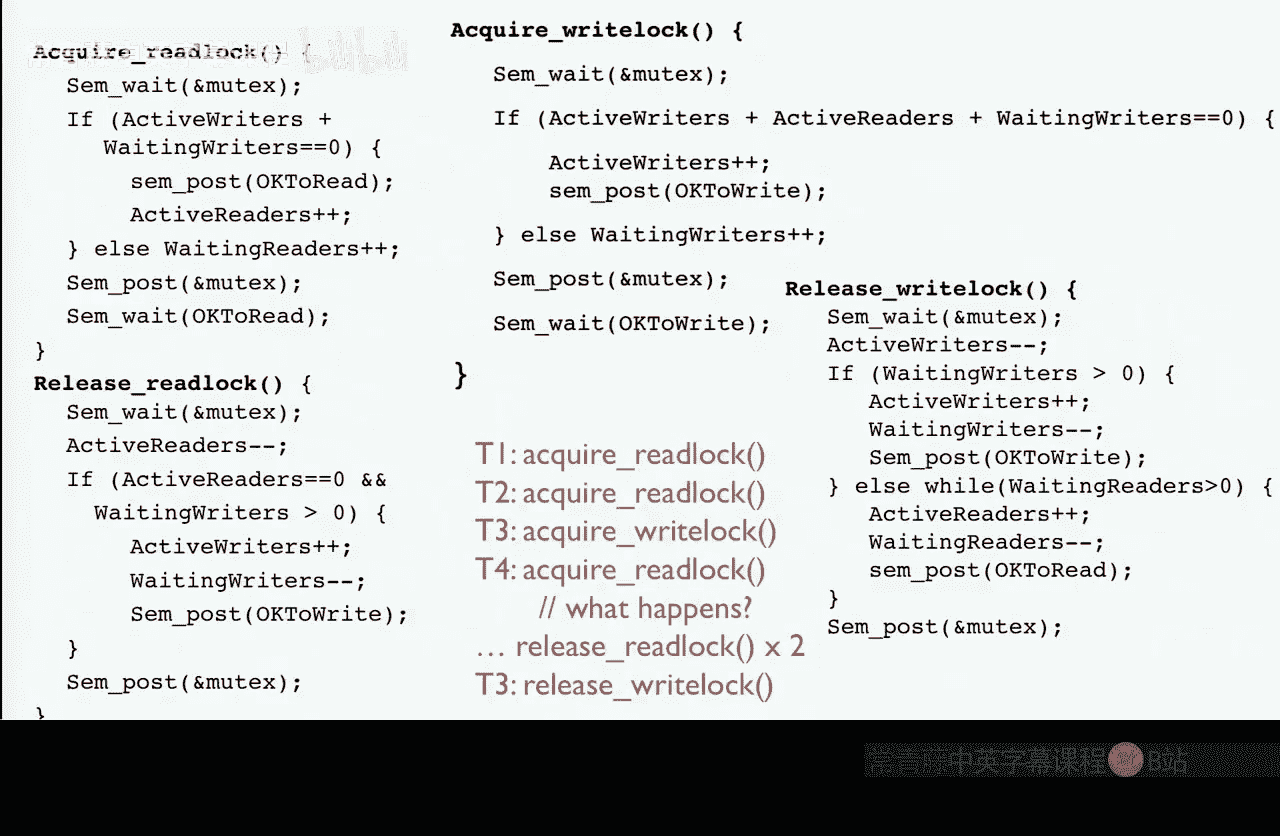 Acquire_readlock() {
Sem_wait(&mutex);
If (ActiveWriters +
WaitingWriters==0) {
sem_post(OKToRead);
ActiveReaders++;
} else WaitingReaders++;
Sem_post(&mutex);
Sem_wait(OKToRead);
}
Release_readlock() {
Sem_wait(&mutex);
ActiveReaders--;
If (ActiveReaders==0 &&
WaitingWriters > 0) {
ActiveWriters++;
WaitingWriters--;
Sem_post(OKToWrite);
}
Sem_post(&mutex);
}
Acquire_writelock() {
Sem_wait(&mutex);
If (ActiveWriters + ActiveReaders + WaitingWriters==0) {
ActiveWriters++;
sem_post(OKToWrite);
} else WaitingWriters++;
Sem_post(&mutex);
Sem_wait(OKToWrite);
}
T1: acquire_readlock()
T2: acquire_readlock()
T3: acquire_writelock()
T4: acquire_readlock()
// what happens?
… release_readlock() x 2
T3: release_writelock()
Release_writelock() {
Sem_wait(&mutex);
ActiveWriters--;
If (WaitingWriters > 0) {
ActiveWriters++;
WaitingWriters--;
Sem_post(OKToWrite);
} else while(WaitingReaders>0) {
ActiveReaders++;
WaitingReaders--;
sem_post(OKToRead);
}
Sem_post(&mutex);
中英字幕课程
B站